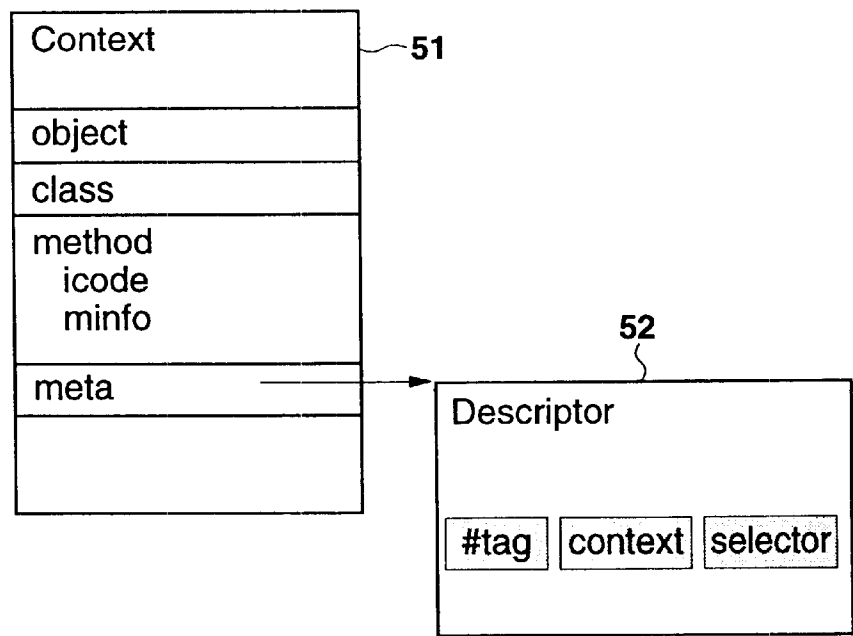 Context
51
object
class
method
icode
minfo
52
meta
Descriptor
#tag context selector